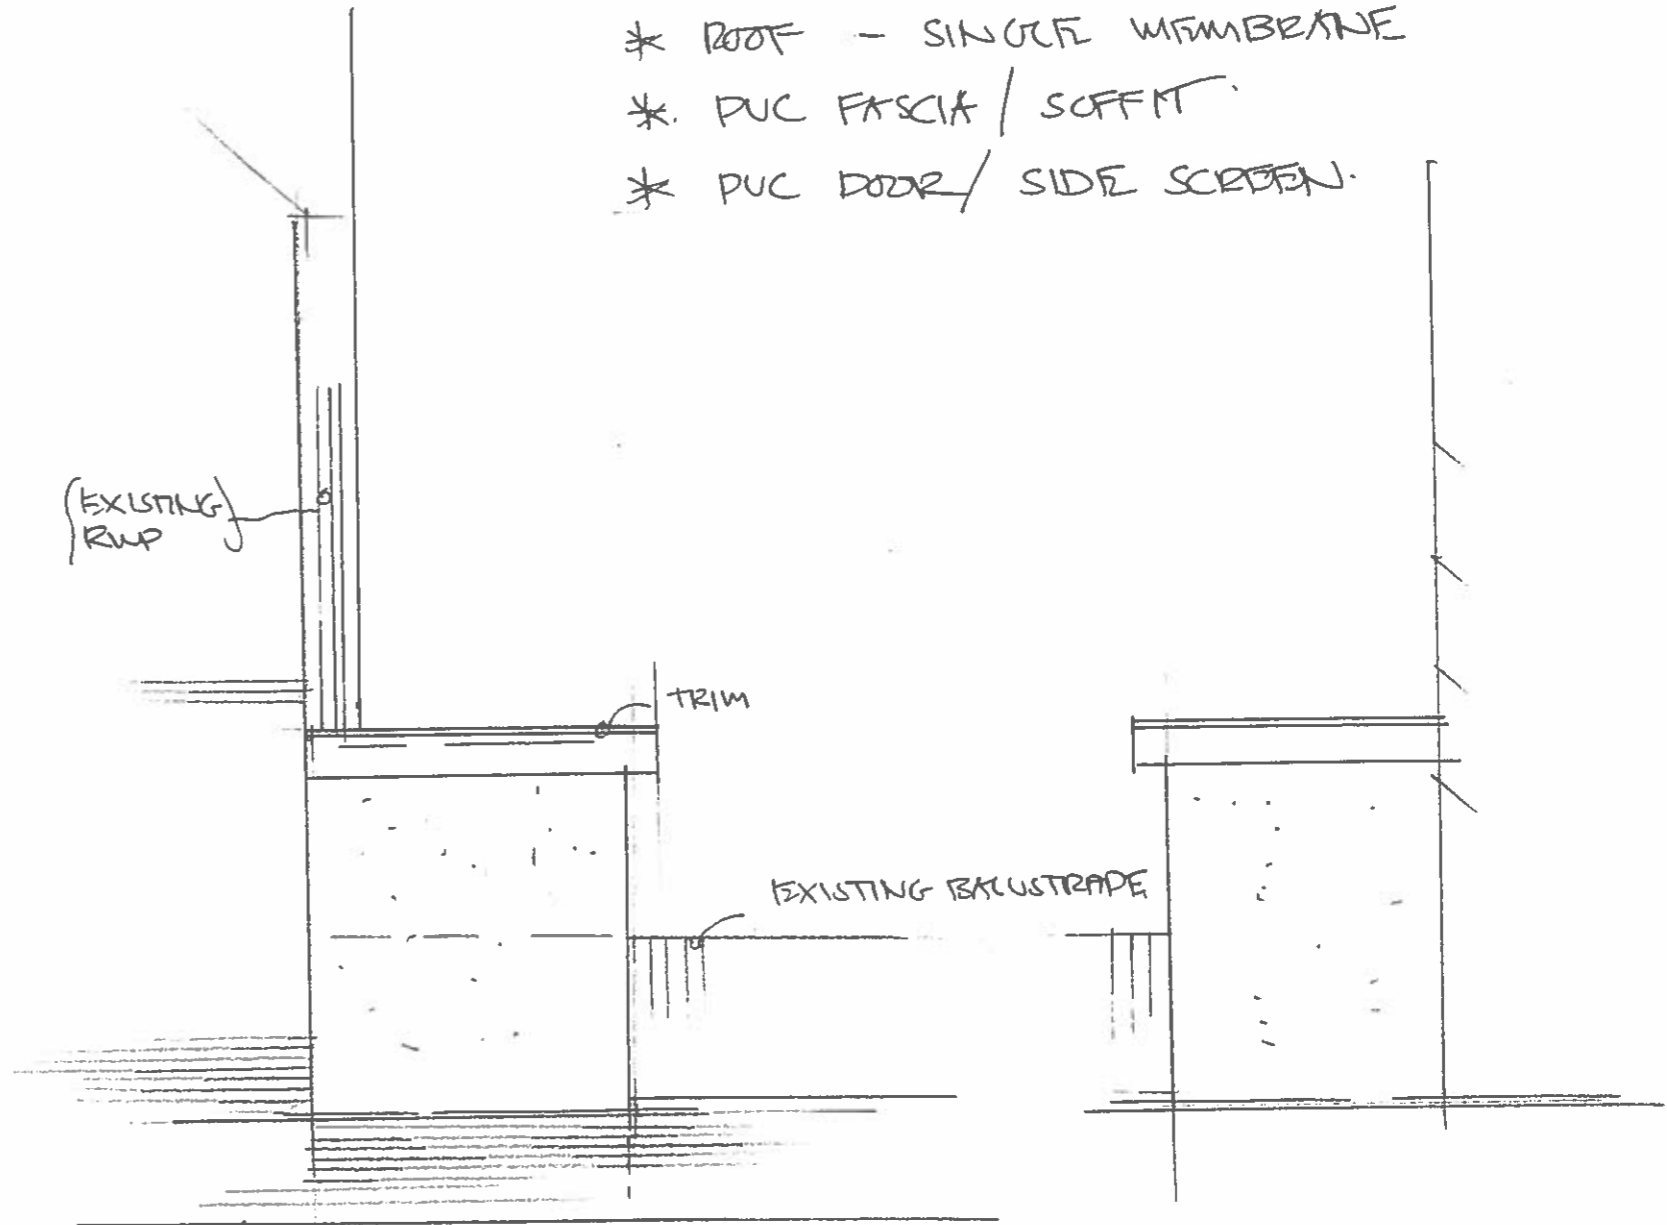 * ROOF - SINGLE MEMBRANE
*. PVC FASCIA / SOFFIT.
* PVC DOOR / SIDE SCREEN.
(EXISTING)
RWP
TRIM
EXISTING BALUSTRADE